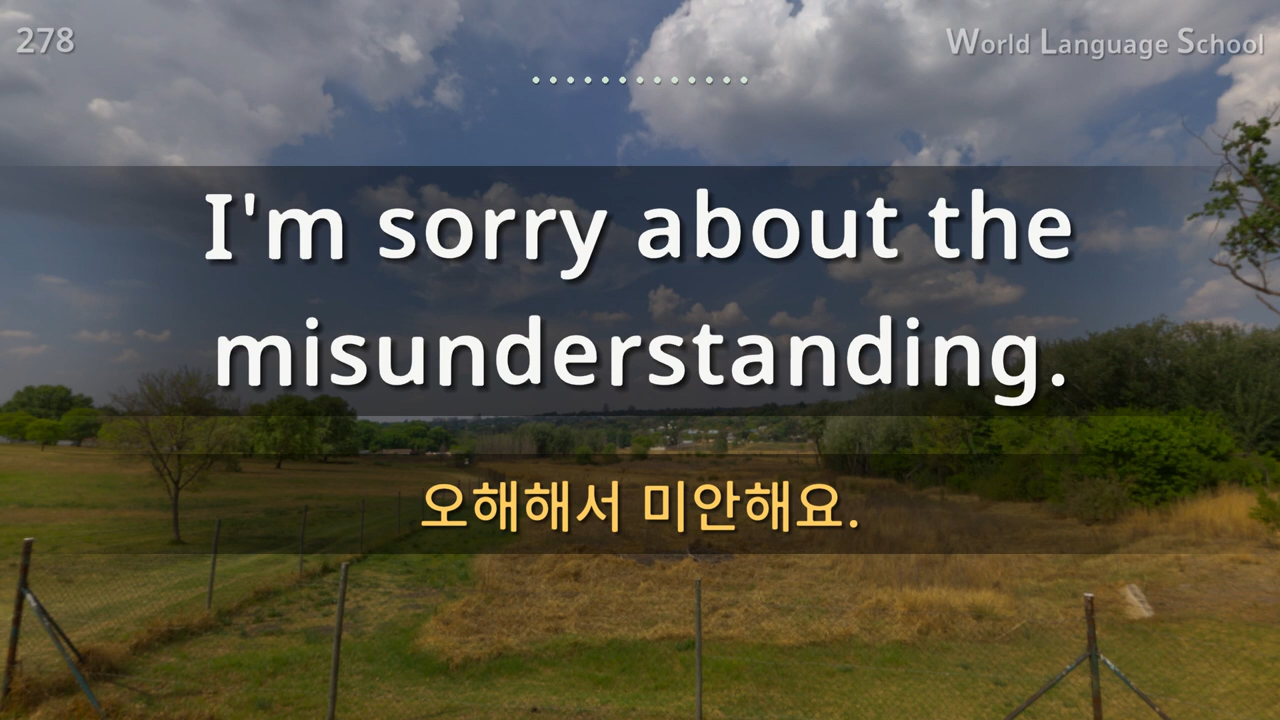 278
World Language School
I'm sorry about the
misunderstanding.
오해해서 미안해요.